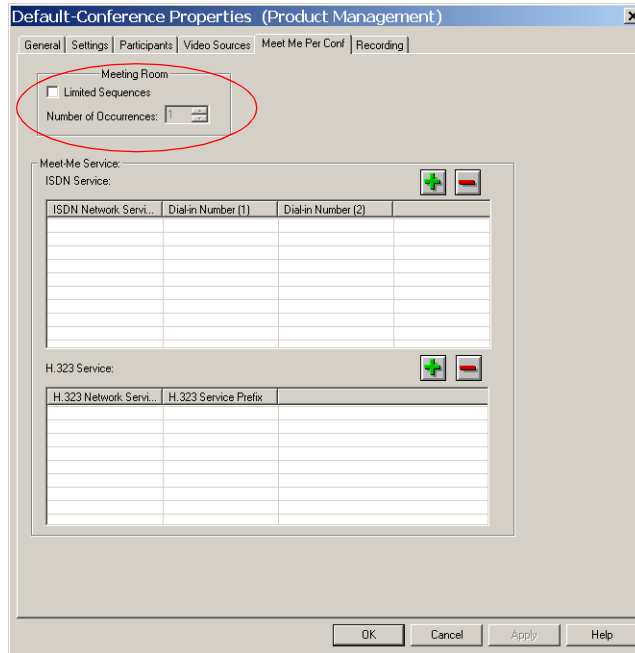 Default-Conference Properties (Product Management)
General Settings Participants Video Sources Meet Me Per Conf Recording
Meeting Room
Limited Sequences
Number of Occurrences: 1
Meet-Me Service:
ISDN Service:
ISDN Network Servi... Dial-in Number (1) Dial-in Number (2)
H.323 Service:
H.323 Network Servi... H.323 Service Prefix
OK Cancel Apply Help